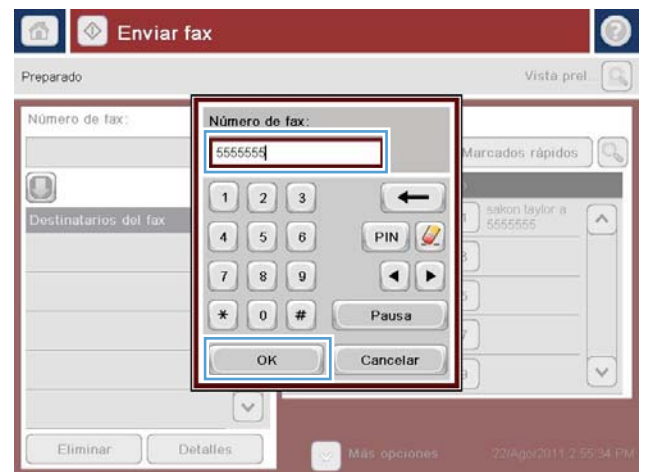 Enviar fax
Preparado
Vista prel...
Número de fax:
Marcados rápidos
Destinatarios del fax
sakon taylor a
5555555
Número de fax:
5555555
1 2 3
4 5 6 PIN
7 8 9
* 0 # Pausa
OK Cancelar
Eliminar Detalles
Más opciones
22/Ago/2011 2:55:34 PM